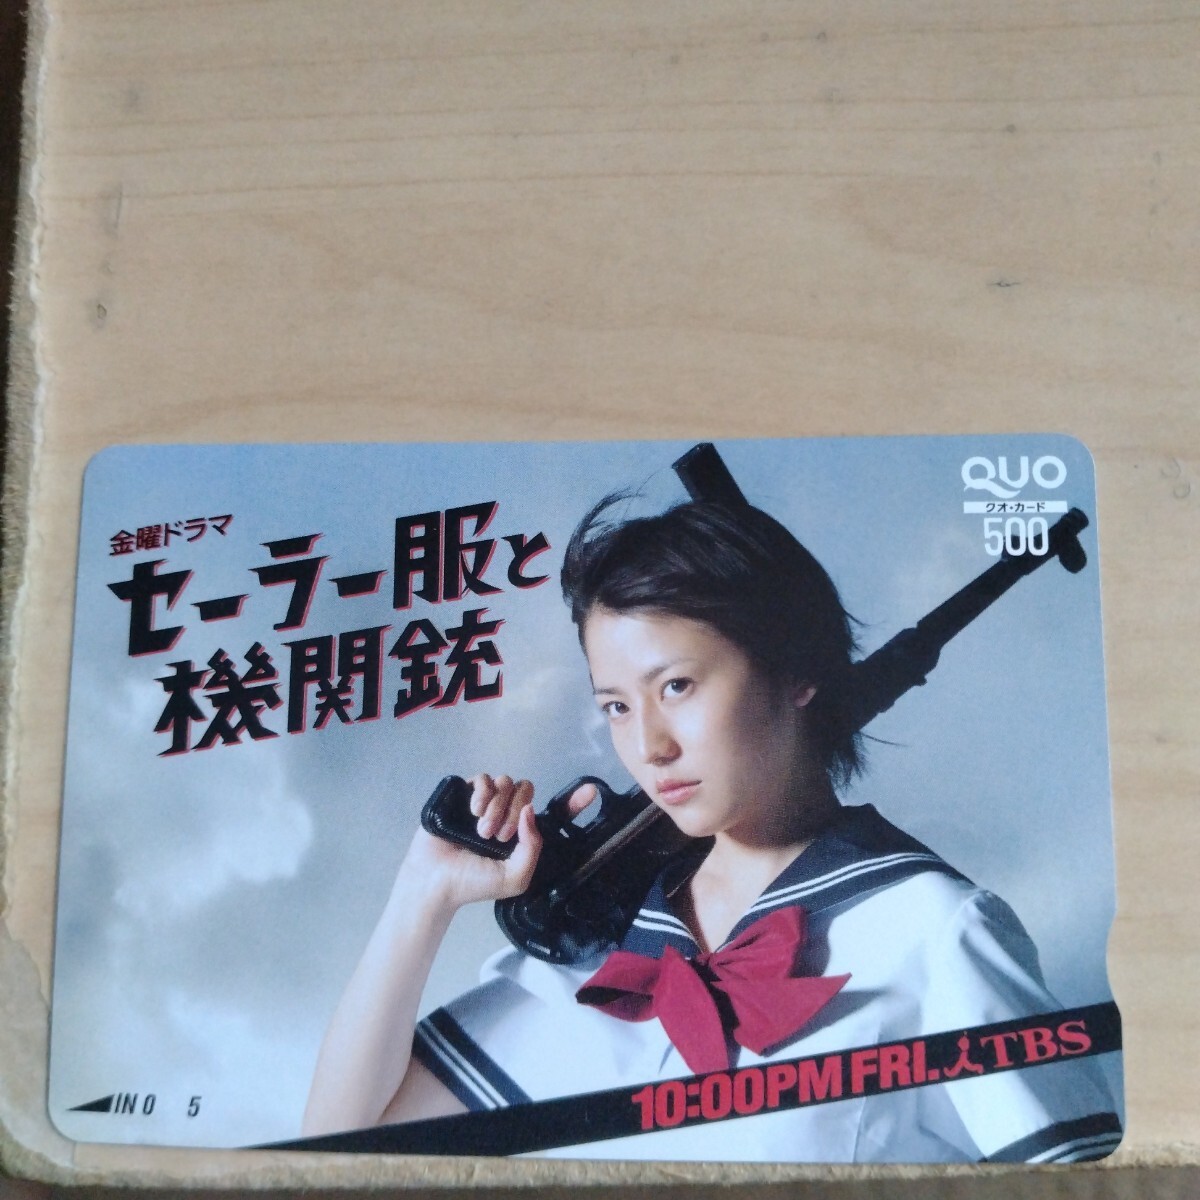 金曜ドラマ
セーラー服と
機関銃
QUO
クオ・カード
500
10:00PM FRI. TBS
IN 0 5